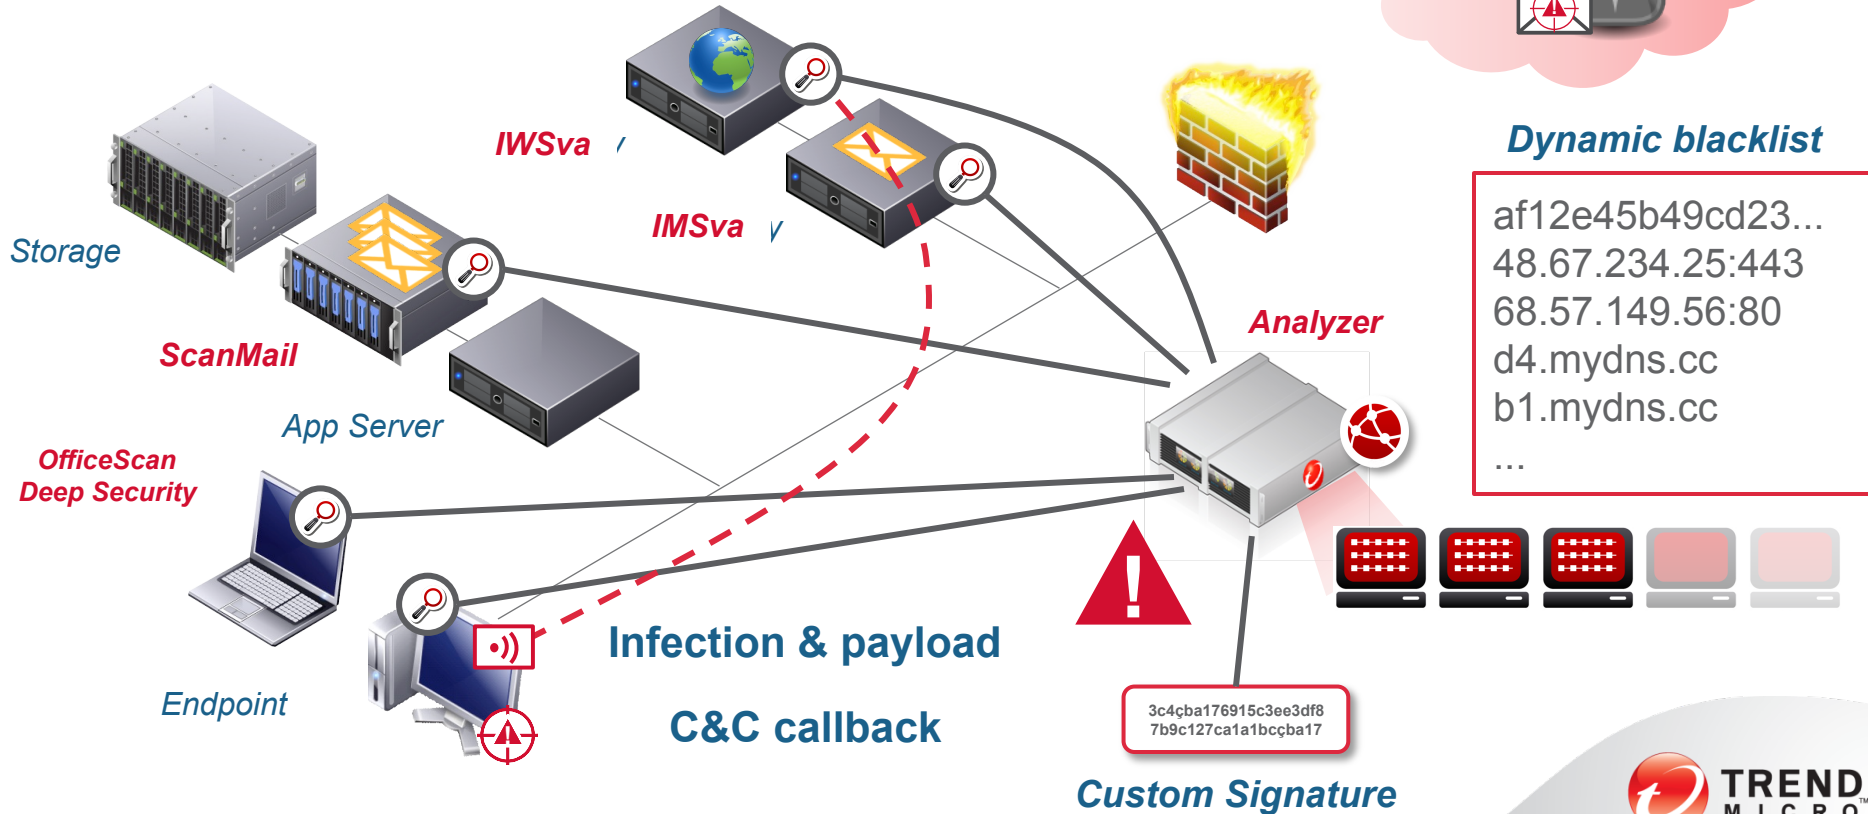 IWSva
IMSva
Storage
ScanMail
App Server
OfficeScan
Deep Security
Endpoint
Infection & payload
C&C callback
Analyzer
Dynamic blacklist
af12e45b49cd23...
48.67.234.25:443
68.57.149.56:80
d4.mydns.cc
b1.mydns.cc
...
3c4çba176915c3ee3df8
7b9c127ca1a1bcçba17
Custom Signature
TREND
MICRO